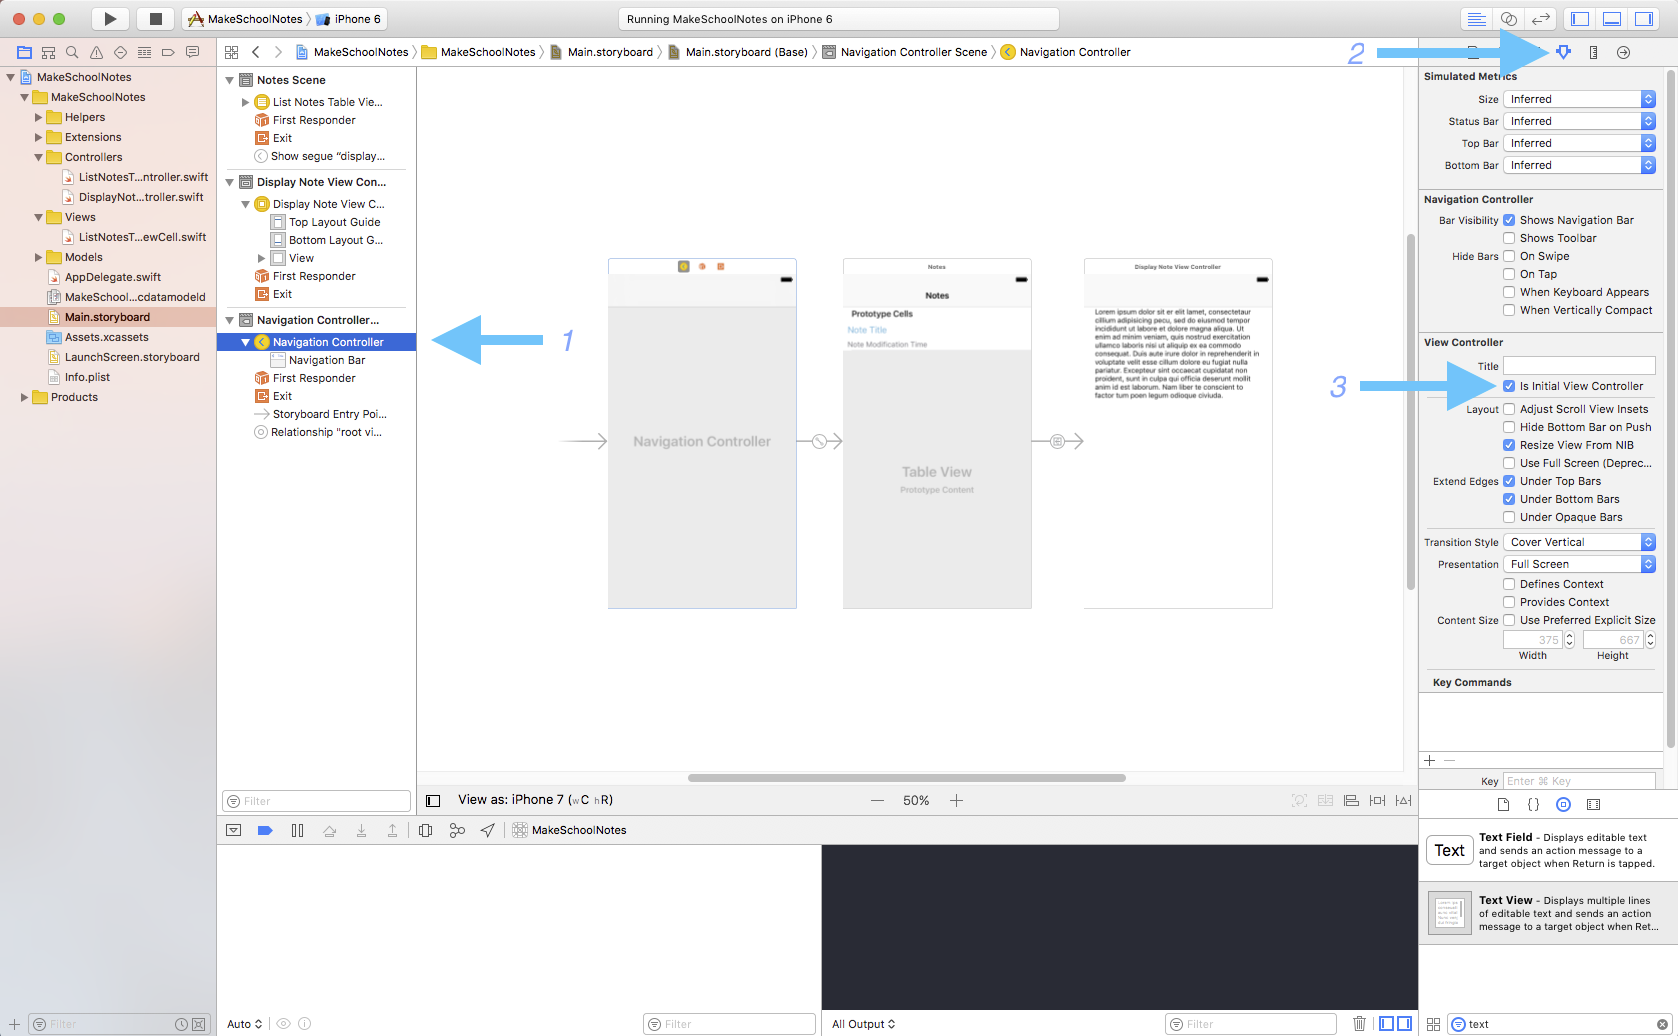 MakeSchoolNotes iPhone 6
Running MakeSchoolNotes on iPhone 6
MakeSchoolNotes MakeSchoolNotes Main.storyboard Main.storyboard (Base) Navigation Controller Scene Navigation Controller
2
MakeSchoolNotes
MakeSchoolNotes
Helpers
Extensions
Controllers
ListNotesT...ntroller.swift
DisplayNot...troller.swift
Views
ListNotesT...ewCell.swift
Models
AppDelegate.swift
MakeSchool...cdatamodeld
Main.storyboard
Assets.xcassets
LaunchScreen.storyboard
Info.plist
Products
Filter
Notes Scene
List Notes Table Vie...
First Responder
Exit
Show segue “display...
Display Note View Con...
Display Note View C...
Top Layout Guide
Bottom Layout G...
View
First Responder
Exit
Navigation Controller...
Navigation Controller
Navigation Bar
First Responder
Exit
Storyboard Entry Poi...
Relationship “root vi...
Filter
1
Navigation Controller
Notes
Notes
Prototype Cells
Note Title
Note Modification Time
Table View
Prototype Content
Display Note View Controller
Lorem ipsum dolor sit er elit lamet, consectetaur
cillium adipisicing pecu, sed do eiusmod tempor
incididunt ut labore et dolore magna aliqua. Ut
enim ad minim veniam, quis nostrud exercitation
ullamco laboris nisi ut aliquip ex ea commodo
consequat. Duis aute irure dolor in reprehenderit in
voluptate velit esse cillum dolore eu fugiat nulla
pariatur. Excepteur sint occaecat cupidatat non
proident, sunt in culpa qui officia deserunt mollit
anim id est laborum. Nam liber te conscient to
factor tum poen legum odioque civiuda.
3
View as: iPhone 7 (wC hR)
50%
MakeSchoolNotes
Auto
Filter
All Output
Filter
Simulated Metrics
Size Inferred
Status Bar Inferred
Top Bar Inferred
Bottom Bar Inferred
Navigation Controller
Bar Visibility Shows Navigation Bar
Shows Toolbar
Hide Bars On Swipe
On Tap
When Keyboard Appears
When Vertically Compact
View Controller
Title
Is Initial View Controller
Layout Adjust Scroll View Insets
Hide Bottom Bar on Push
Resize View From NIB
Use Full Screen (Deprec...
Extend Edges Under Top Bars
Under Bottom Bars
Under Opaque Bars
Transition Style Cover Vertical
Presentation Full Screen
Defines Context
Provides Context
Content Size Use Preferred Explicit Size
375 667
Width Height
Key Commands
Key Enter ⌘ Key
{}
Text
Text Field - Displays editable text
and sends an action message to a
target object when Return is tapped.
Text View - Displays multiple lines
of editable text and sends an action
message to a target object when Ret...
text